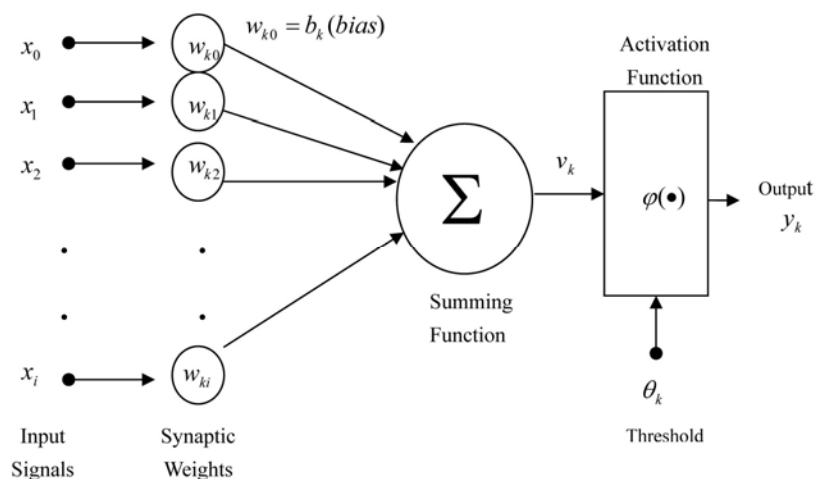 x_0
w_{k0}
w_{k0} = b_k (bias)
x_1
w_{k1}
x_2
w_{k2}
Σ
v_k
Activation
Function
φ(•)
Output
y_k
Summing
Function
x_i
w_{ki}
θ_k
Threshold
Input
Signals
Synaptic
Weights